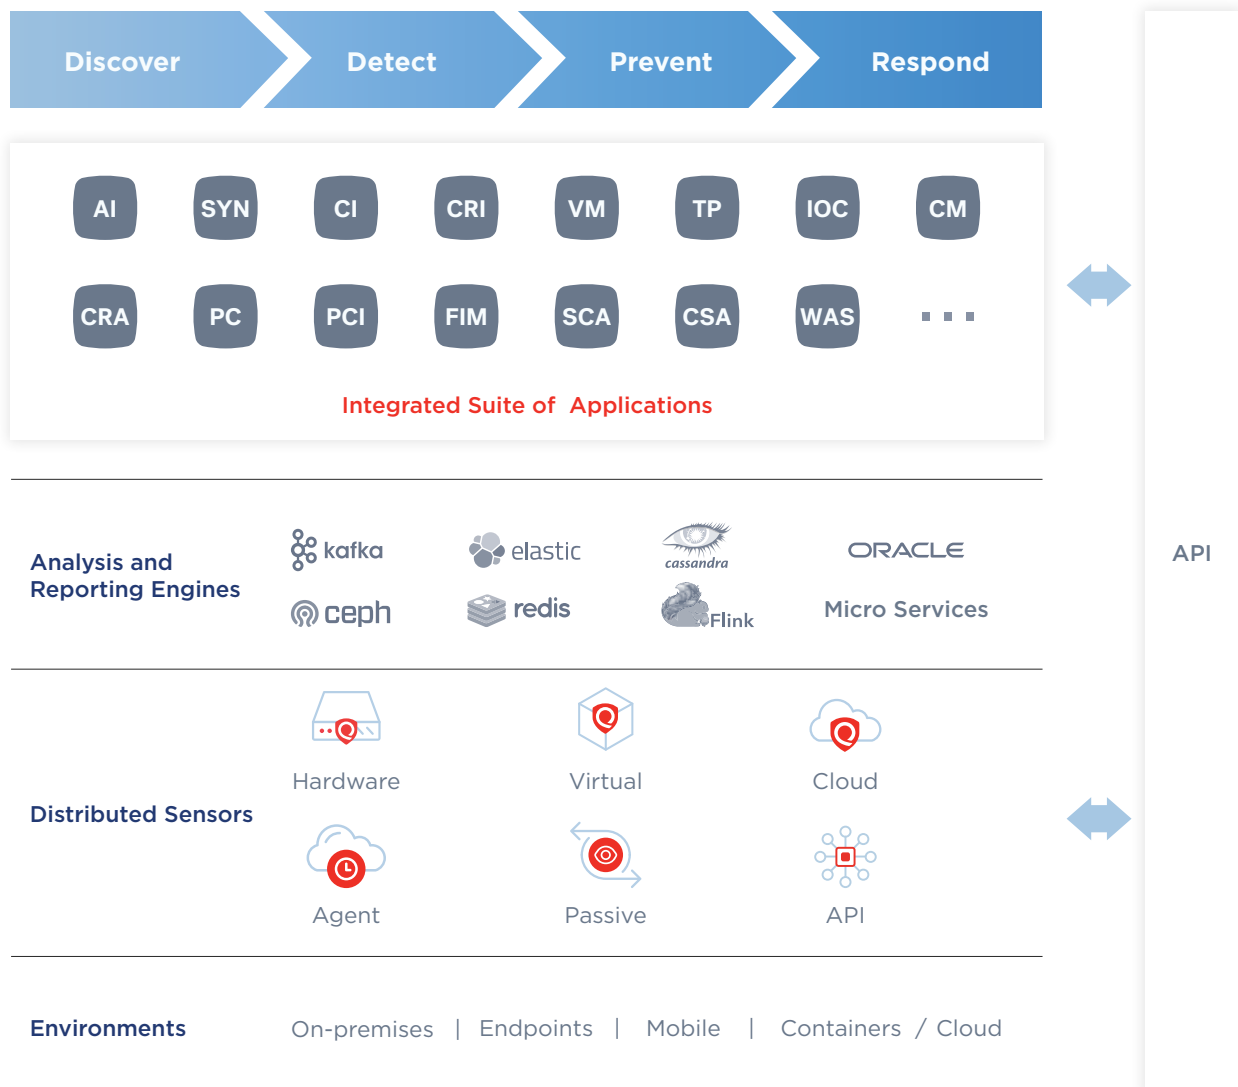 Discover Detect Prevent Respond
AI SYN CI CRI VM TP IOC CM
CRA PC PCI FIM SCA CSA WAS ...
Integrated Suite of Applications
Analysis and
Reporting Engines
kafka elastic cassandra ORACLE
ceph redis Flink Micro Services
API
Hardware Virtual Cloud
Distributed Sensors
Agent Passive API
Environments On-premises | Endpoints | Mobile | Containers / Cloud